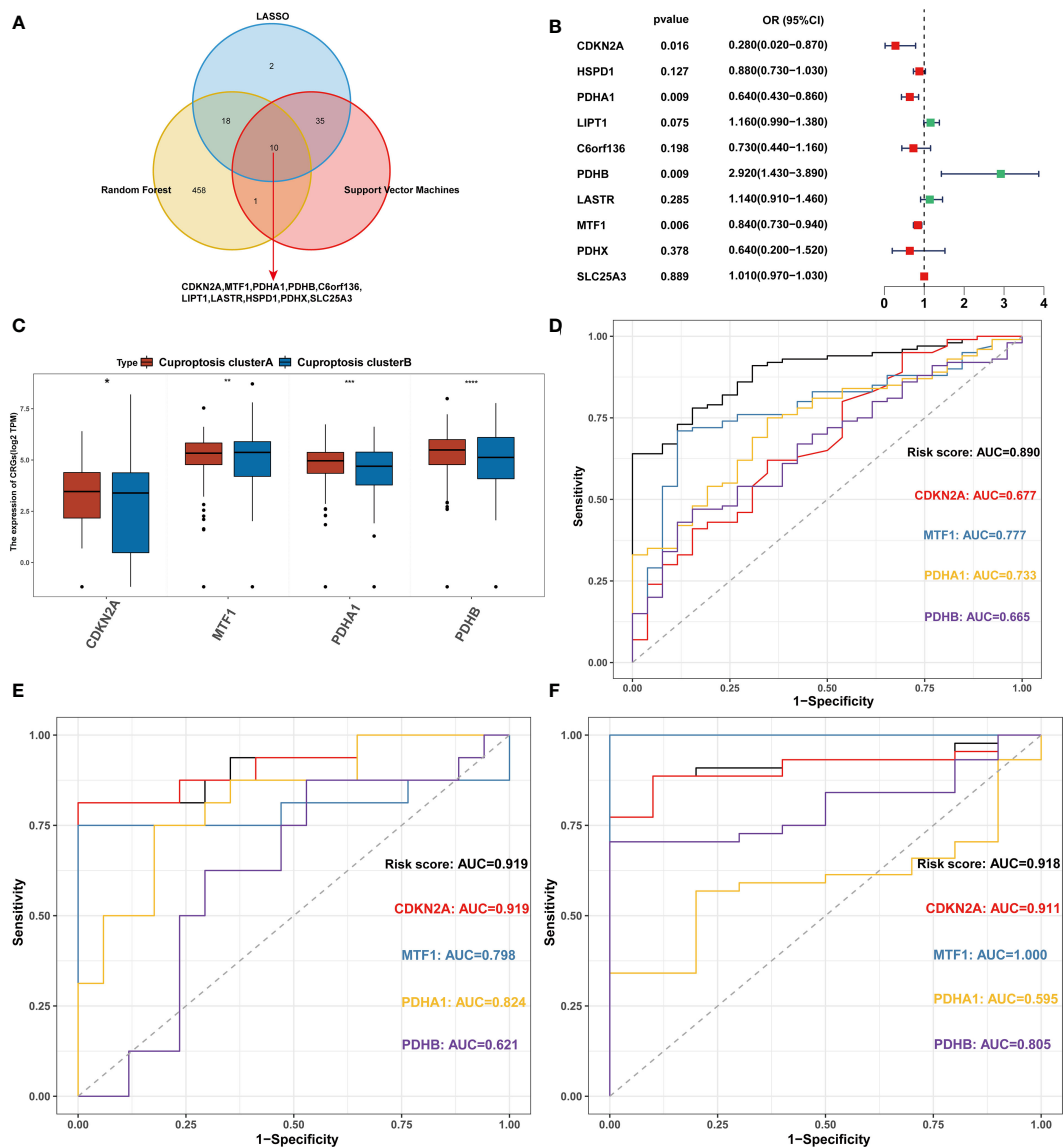 A
LASSO
2
18
35
10
Random Forest
458
Support Vector Machines
1
CDKN2A,MTF1,PDHA1,PDHB,C6orf136,
LIPT1,LASTR,HSPD1,PDHX,SLC25A3
B
pvalue OR (95%CI)
CDKN2A 0.016 0.280(0.020−0.870)
HSPD1 0.127 0.880(0.730−1.030)
PDHA1 0.009 0.640(0.430−0.860)
LIPT1 0.075 1.160(0.990−1.380)
C6orf136 0.198 0.730(0.440−1.160)
PDHB 0.009 2.920(1.430−3.890)
LASTR 0.285 1.140(0.910−1.460)
MTF1 0.006 0.840(0.730−0.940)
PDHX 0.378 0.640(0.200−1.520)
SLC25A3 0.889 1.010(0.970−1.030)
0 1 2 3 4
C
Type Cuproptosis clusterA Cuproptosis clusterB
* ** *** ****
The expression of CRGs(log2 TPM)
7.5
5.0
2.5
0.0
CDKN2A
MTF1
PDHA1
PDHB
D
Sensitivity
1.00
0.75
0.50
0.25
0.00
Risk score: AUC=0.890
CDKN2A: AUC=0.677
MTF1: AUC=0.777
PDHA1: AUC=0.733
PDHB: AUC=0.665
0.00 0.25 0.50 0.75 1.00
1-Specificity
E
Sensitivity
1.00
0.75
0.50
0.25
0.00
Risk score: AUC=0.919
CDKN2A: AUC=0.919
MTF1: AUC=0.798
PDHA1: AUC=0.824
PDHB: AUC=0.621
0.00 0.25 0.50 0.75 1.00
1-Specificity
F
Sensitivity
1.00
0.75
0.50
0.25
0.00
Risk score: AUC=0.918
CDKN2A: AUC=0.911
MTF1: AUC=1.000
PDHA1: AUC=0.595
PDHB: AUC=0.805
0.00 0.25 0.50 0.75 1.00
1-Specificity